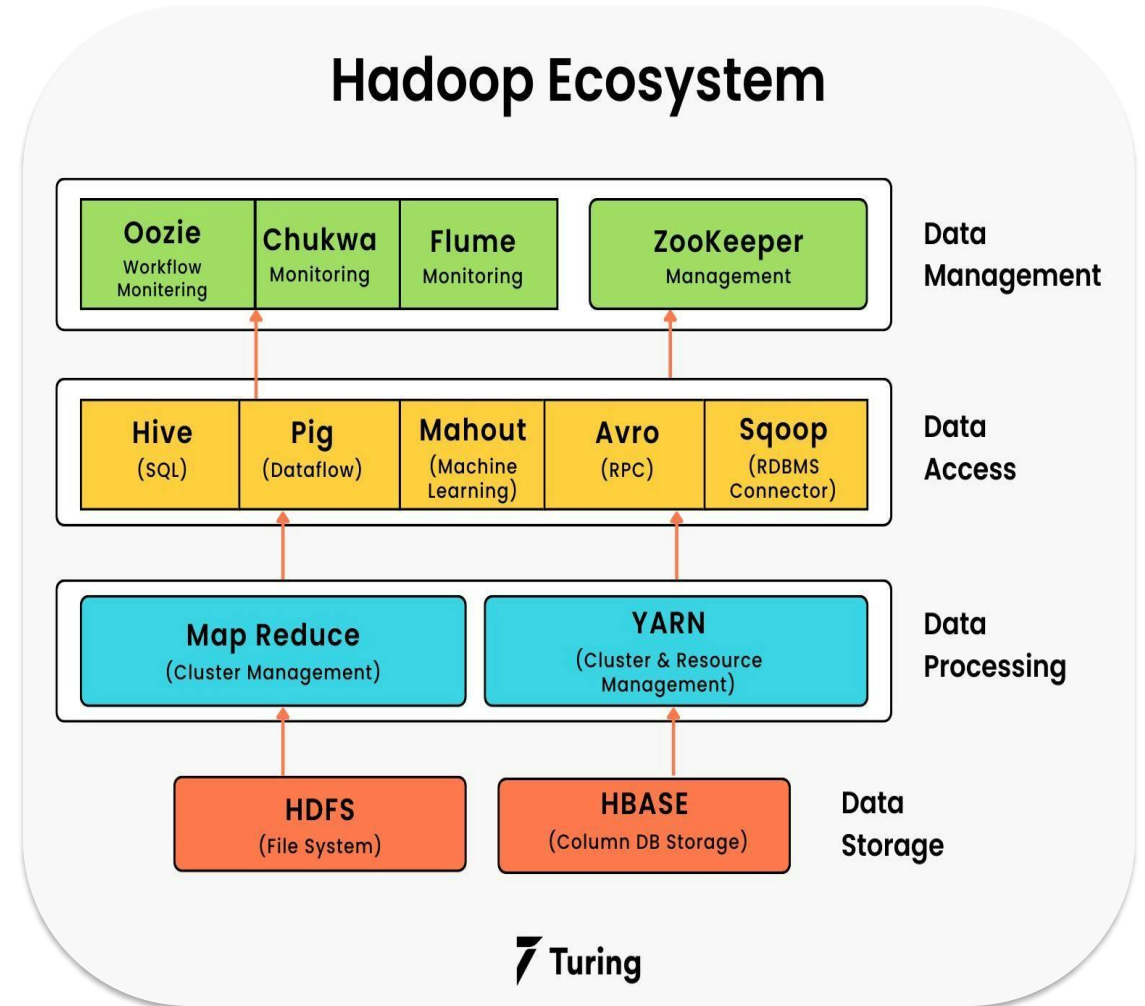 Hadoop Ecosystem
Oozie
Workflow
Monitering
Chukwa
Monitoring
Flume
Monitoring
ZooKeeper
Management
Data
Management
Hive
(SQL)
Pig
(Dataflow)
Mahout
(Machine
Learning)
Avro
(RPC)
Sqoop
(RDBMS
Connector)
Data
Access
Map Reduce
(Cluster Management)
YARN
(Cluster & Resource
Management)
Data
Processing
HDFS
(File System)
HBASE
(Column DB Storage)
Data
Storage
Turing